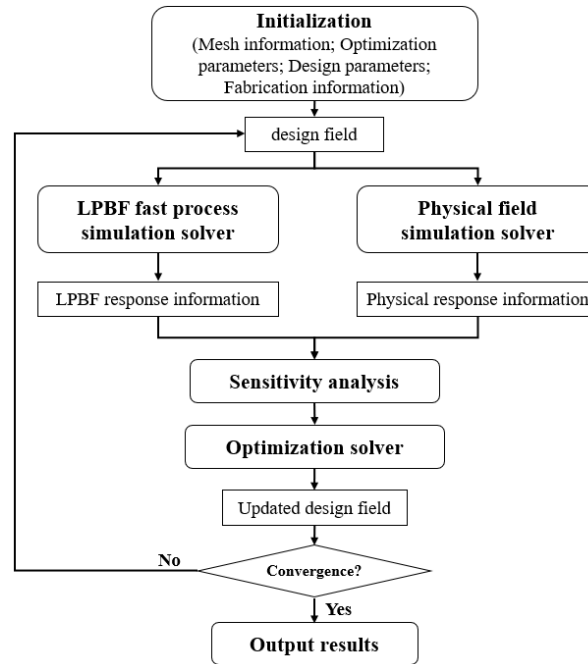 Initialization
(Mesh information; Optimization
parameters; Design parameters;
Fabrication information)
design field
LPBF fast process
simulation solver
Physical field
simulation solver
LPBF response information
Physical response information
Sensitivity analysis
Optimization solver
Updated design field
No
Convergence?
Yes
Output results